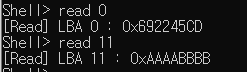 Shell> read 0
[Read] LBA 0 : 0x692245CD
Shell> read 11
[Read] LBA 11 : 0xAAAABBBB